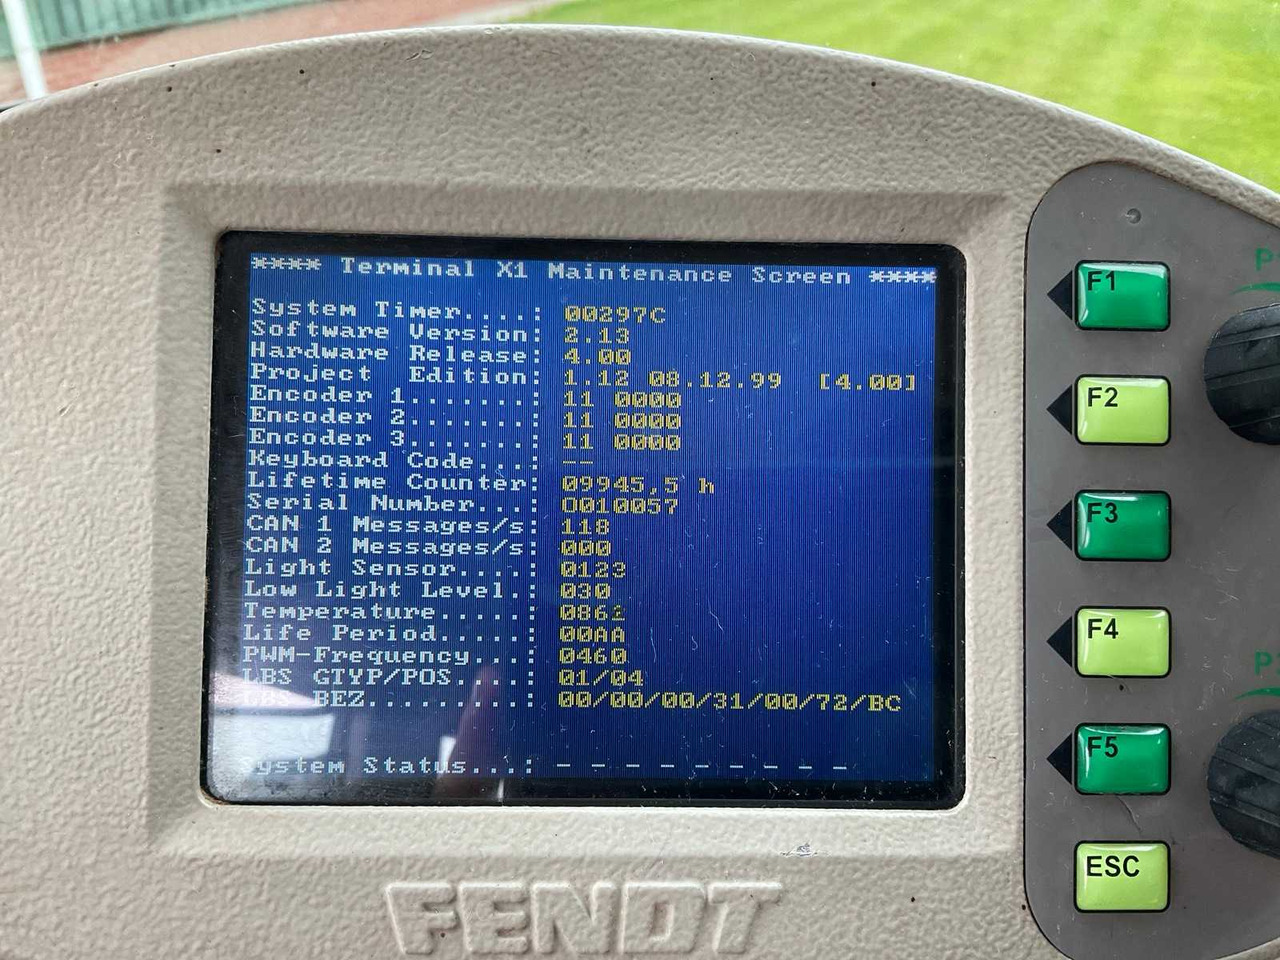 **** Terminal X1 Maintenance Screen ****
System Timer....: 00297C
Software Version: 2.13
Hardware Release: 4.00
Project Edition: 1.12 08.12.99 [4.00]
Encoder 1.......: 11 0000
Encoder 2.......: 11 0000
Encoder 3.......: 11 0000
Keyboard Code...: --
Lifetime Counter: 09945,5 h
Serial Number...: 0010057
CAN 1 Messages/s: 118
CAN 2 Messages/s: 000
Light Sensor....: 0123
Low Light Level.: 030
Temperature.....: 0862
Life Period.....: 00AA
PWM-Frequency...: 0460
LBS GTYP/POS....: 01/04
LBS BEZ.........: 00/00/00/31/00/72/BC
System Status...: - - - - - - - - -
F1
F2
F3
F4
F5
ESC
FENDT